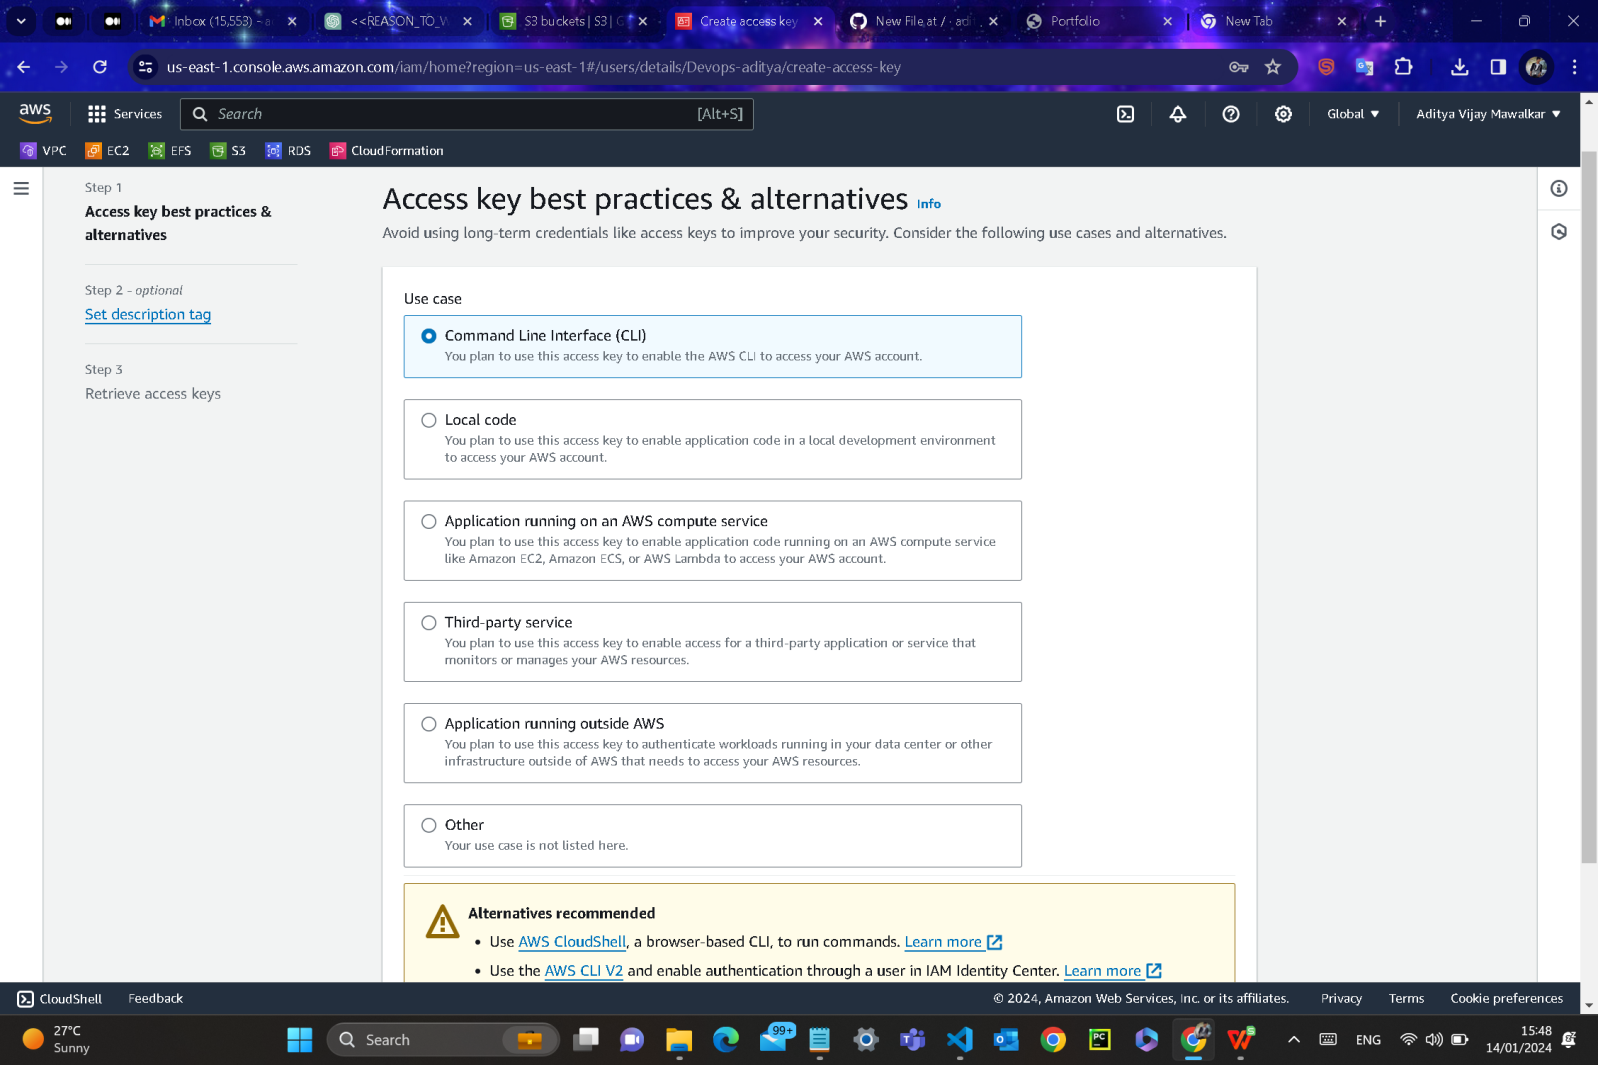 Inbox (15,553) - a
<<REASON_TO_W
S3 buckets | S3 | G
Create access key
New File at / · adi
Portfolio
New Tab
us-east-1.console.aws.amazon.com/iam/home?region=us-east-1#/users/details/Devops-aditya/create-access-key
aws
Services
Search
[Alt+S]
Global
Aditya Vijay Mawalkar
VPC
EC2
EFS
S3
RDS
CloudFormation
Step 1
Access key best practices &
alternatives
Step 2 - optional
Set description tag
Step 3
Retrieve access keys
Access key best practices & alternatives Info
Avoid using long-term credentials like access keys to improve your security. Consider the following use cases and alternatives.
Use case
Command Line Interface (CLI)
You plan to use this access key to enable the AWS CLI to access your AWS account.
Local code
You plan to use this access key to enable application code in a local development environment
to access your AWS account.
Application running on an AWS compute service
You plan to use this access key to enable application code running on an AWS compute service
like Amazon EC2, Amazon ECS, or AWS Lambda to access your AWS account.
Third-party service
You plan to use this access key to enable access for a third-party application or service that
monitors or manages your AWS resources.
Application running outside AWS
You plan to use this access key to authenticate workloads running in your data center or other
infrastructure outside of AWS that needs to access your AWS resources.
Other
Your use case is not listed here.
Alternatives recommended
• Use AWS CloudShell, a browser-based CLI, to run commands. Learn more
• Use the AWS CLI V2 and enable authentication through a user in IAM Identity Center. Learn more
CloudShell
Feedback
© 2024, Amazon Web Services, Inc. or its affiliates.
Privacy
Terms
Cookie preferences
27°C
Sunny
Search
99+
ENG
15:48
14/01/2024